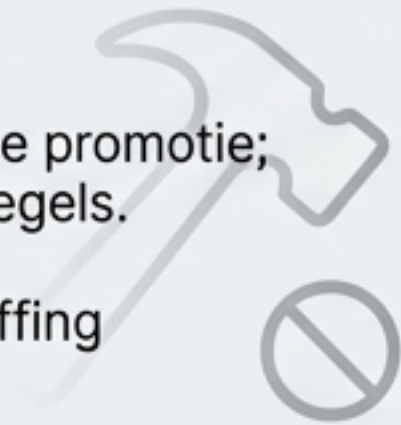 e promotie;
egels.
ffing